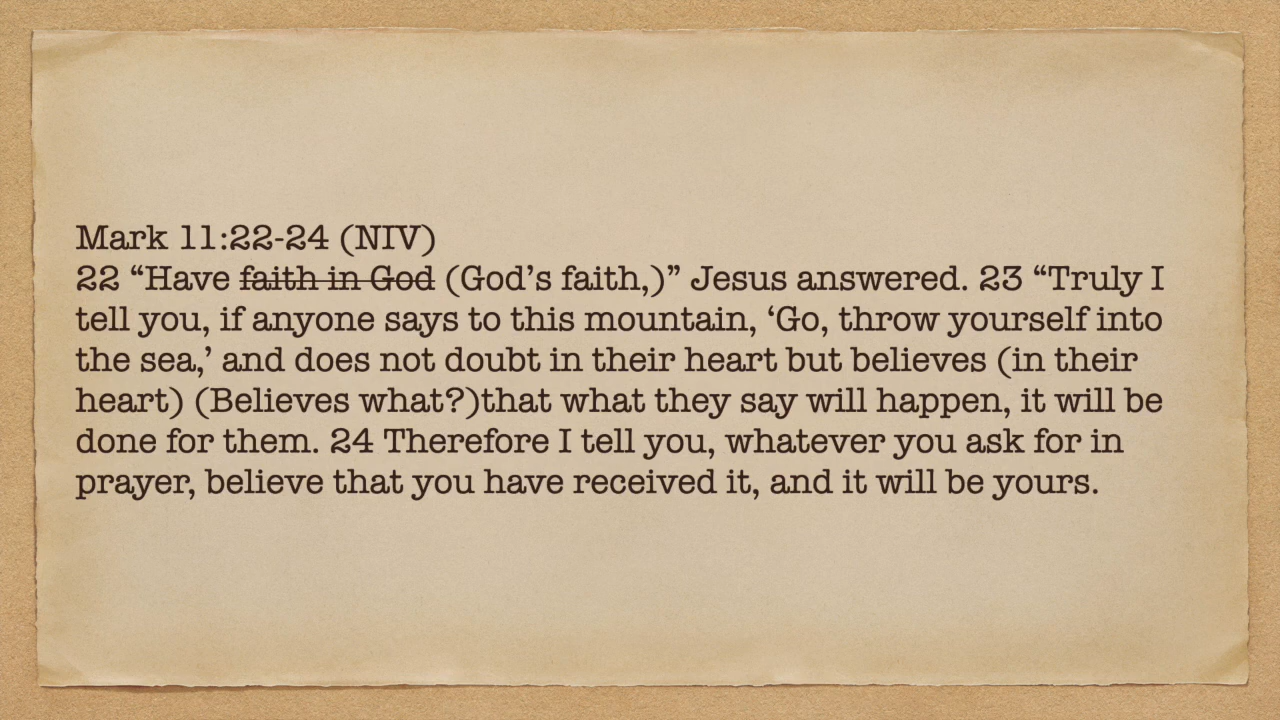 Mark 11:22-24 (NIV)
22 “Have faith in God (God’s faith,)” Jesus answered. 23 “Truly I
tell you, if anyone says to this mountain, ‘Go, throw yourself into
the sea,’ and does not doubt in their heart but believes (in their
heart) (Believes what?)that what they say will happen, it will be
done for them. 24 Therefore I tell you, whatever you ask for in
prayer, believe that you have received it, and it will be yours.